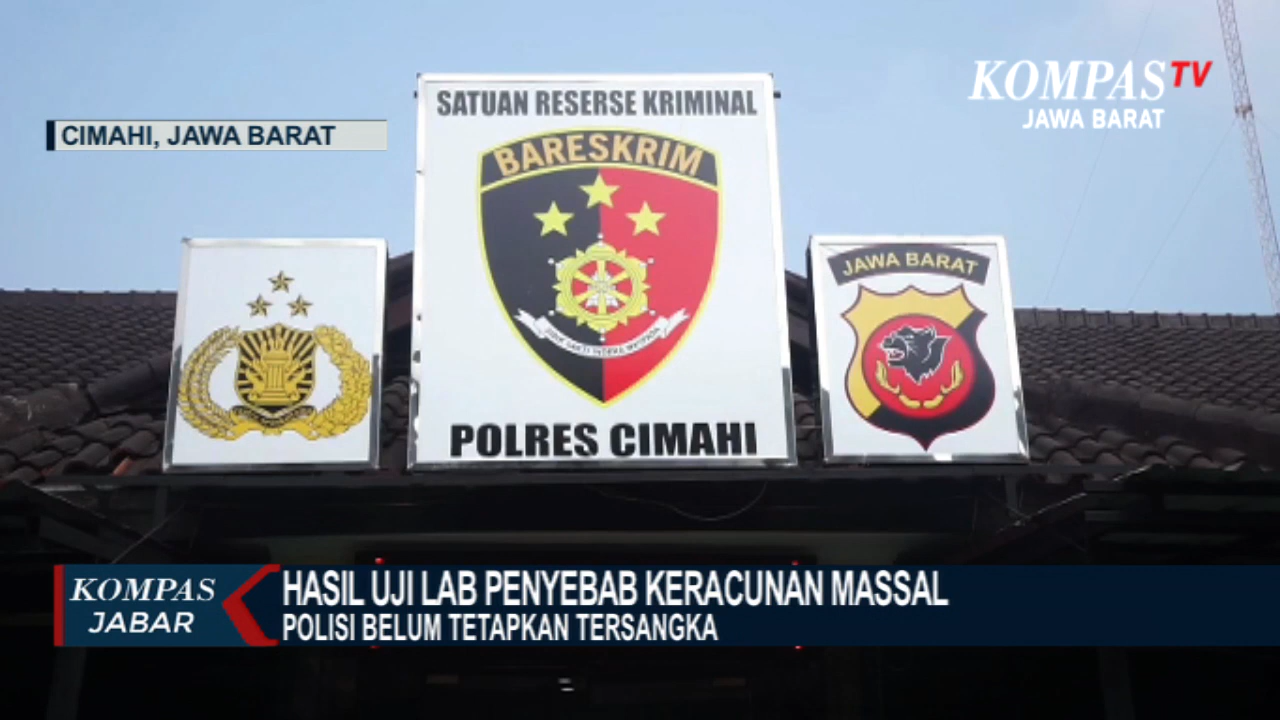 KOMPAS TV
JAWA BARAT
CIMAHI, JAWA BARAT
SATUAN RESERSE KRIMINAL
BARESKRIM
POLRES CIMAHI
JAWA BARAT
KOMPAS
JABAR
HASIL UJI LAB PENYEBAB KERACUNAN MASSAL
POLISI BELUM TETAPKAN TERSANGKA